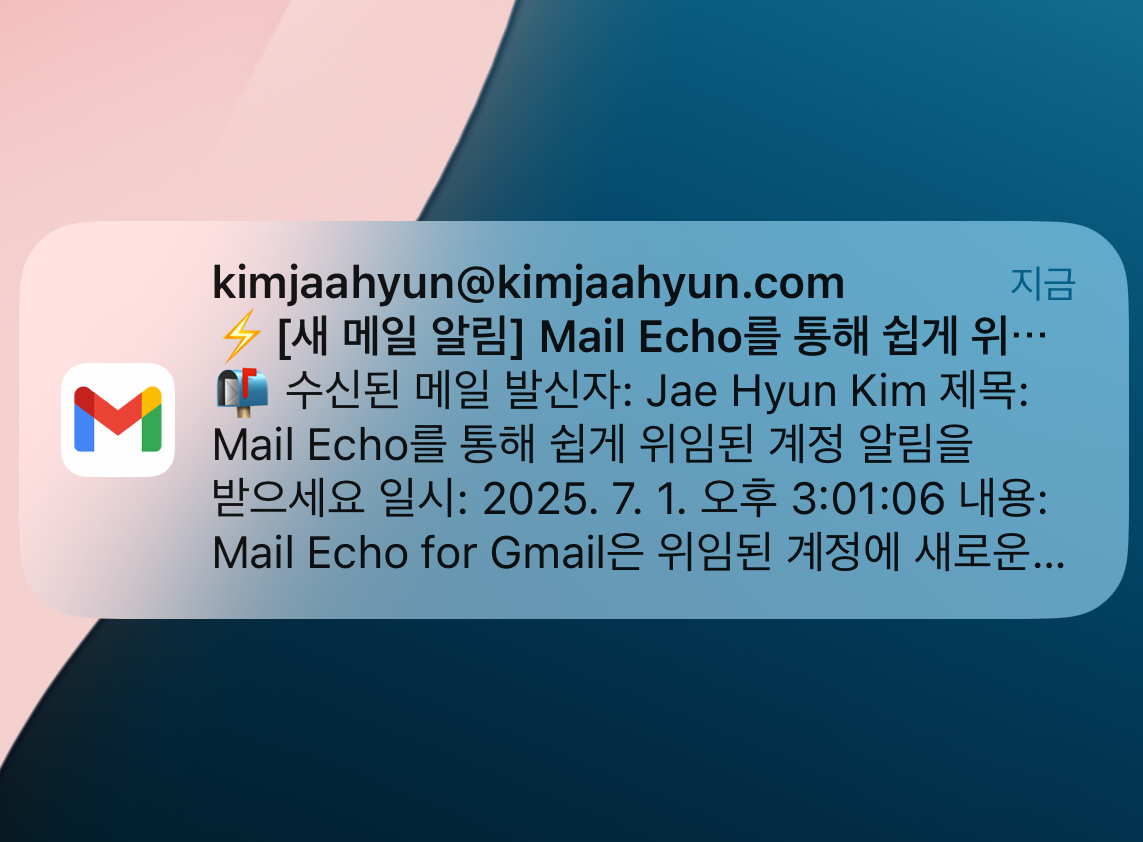 kimjaahyun@kimjaahyun.com 지금
⚡ [새 메일 알림] Mail Echo를 통해 쉽게 위…
📬 수신된 메일 발신자: Jae Hyun Kim 제목:
Mail Echo를 통해 쉽게 위임된 계정 알림을
받으세요 일시: 2025. 7. 1. 오후 3:01:06 내용:
Mail Echo for Gmail은 위임된 계정에 새로운...